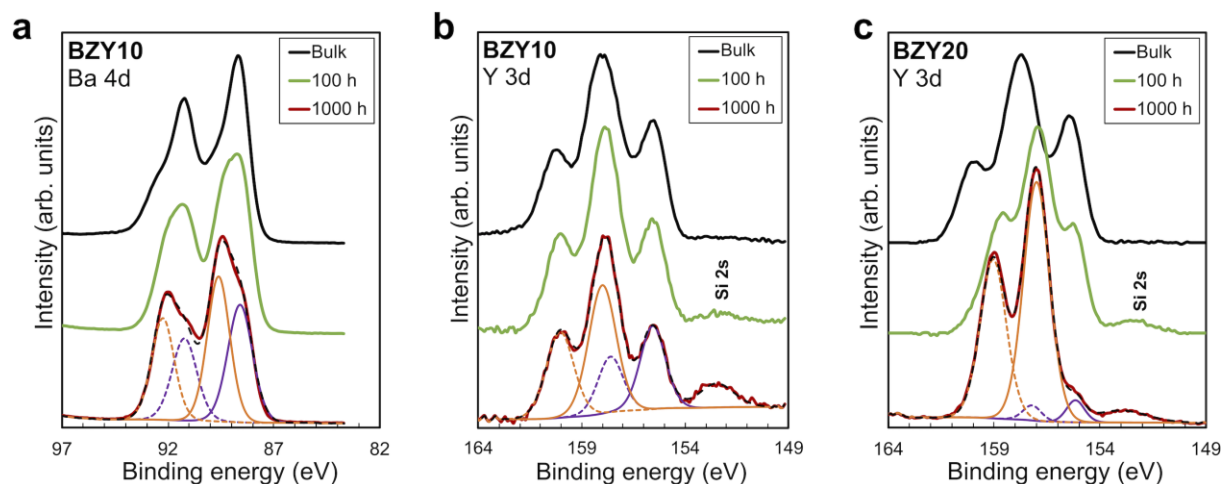 a
BZY10
Ba 4d
Bulk
100 h
1000 h
Intensity (arb. units)
97 92 87 82
Binding energy (eV)
b
BZY10
Y 3d
Bulk
100 h
1000 h
Si 2s
Intensity (arb. units)
164 159 154 149
Binding energy (eV)
c
BZY20
Y 3d
Bulk
100 h
1000 h
Si 2s
Intensity (arb. units)
164 159 154 149
Binding energy (eV)